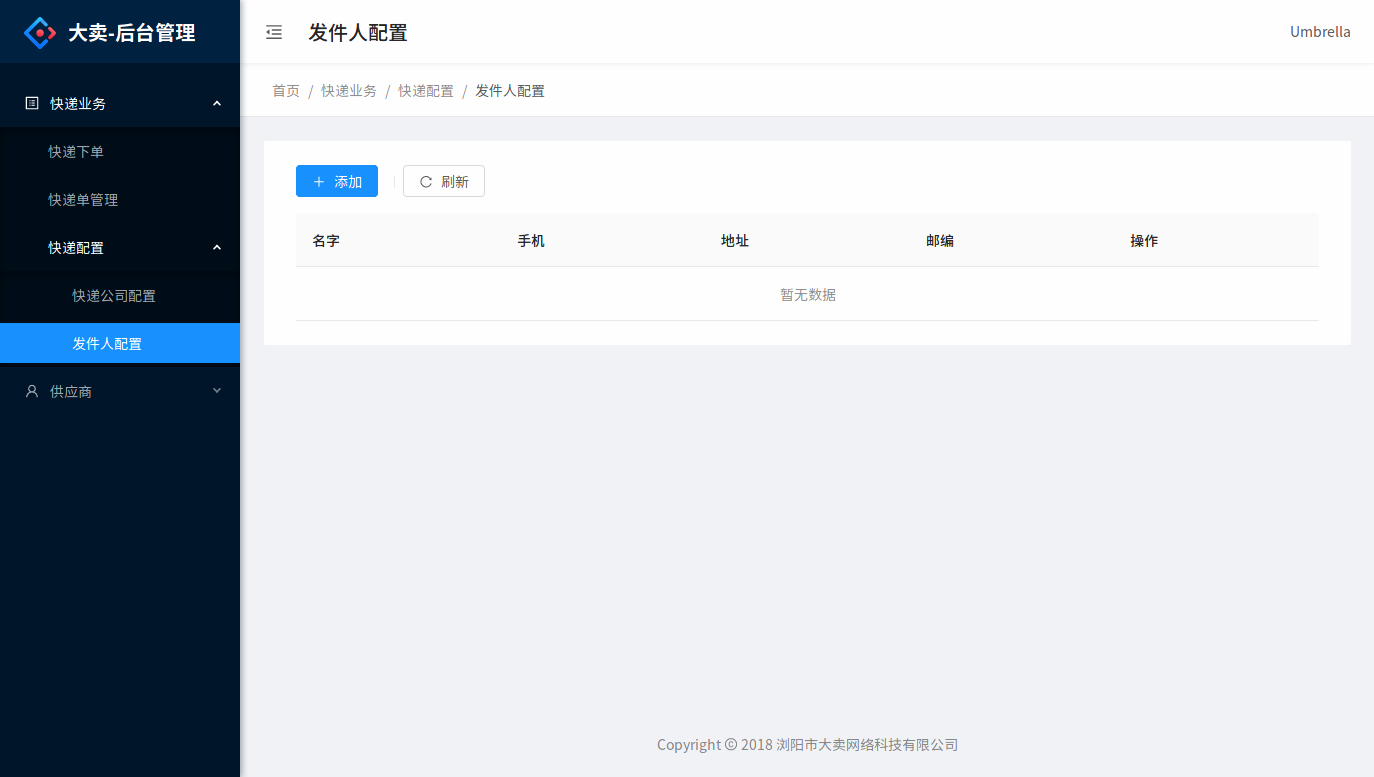 大卖-后台管理
发件人配置
Umbrella
首页 / 快递业务 / 快递配置 / 发件人配置
快递业务
快递下单
快递单管理
快递配置
快递公司配置
发件人配置
供应商
添加
刷新
名字 手机 地址 邮编 操作
暂无数据
Copyright © 2018 浏阳市大卖网络科技有限公司